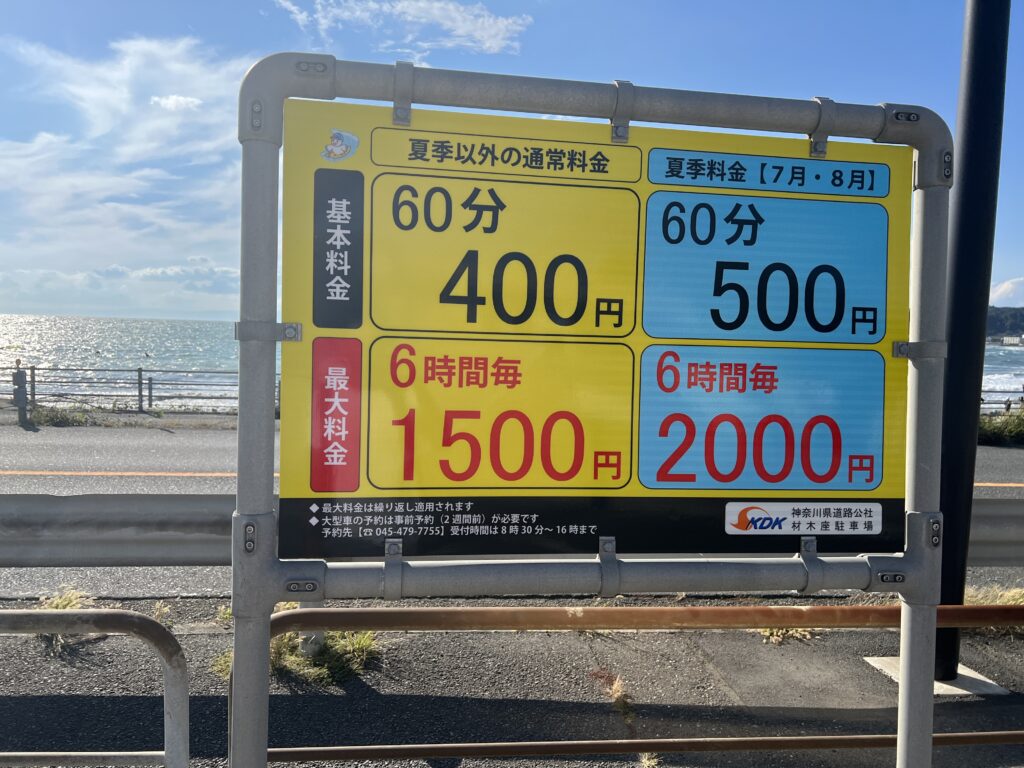 夏季以外の通常料金
夏季料金【7月・8月】
基本料金
60分
400円
60分
500円
最大料金
6時間毎
1500円
6時間毎
2000円
◆ 最大料金は繰り返し適用されます
◆ 大型車の予約は事前予約（2週間前）が必要です
予約先【☎045-479-7755】受付時間は8時30分～16時まで
KDK
神奈川県道路公社
材木座駐車場